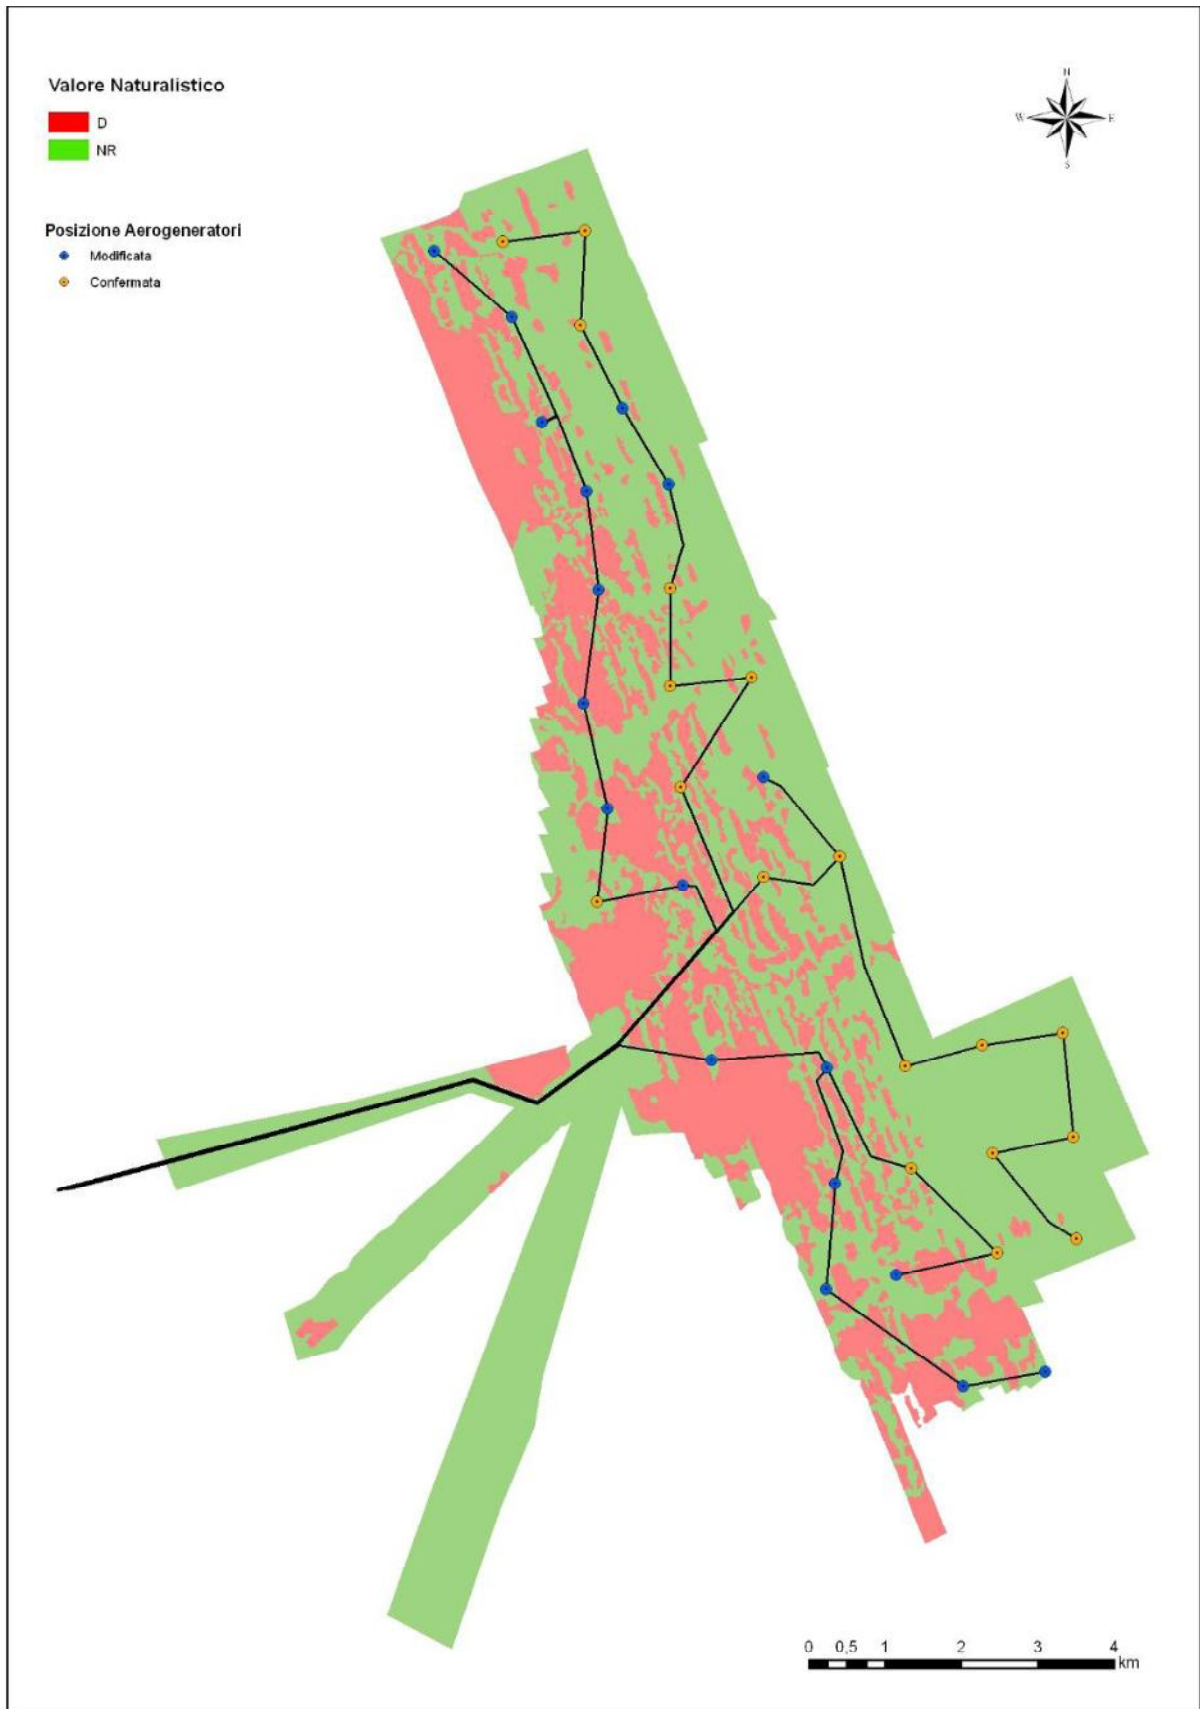 Valore Naturalistico
D
NR
Posizione Aerogeneratori
Modificata
Confermata
N
W E
S
0 0,5 1 2 3 4
km